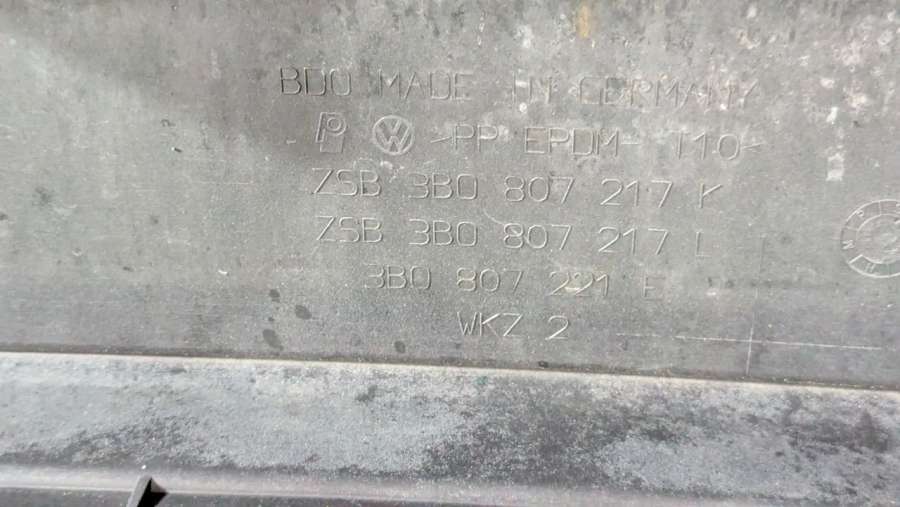 BDO MADE IN GERMANY
>PP EPDM- T10<
ZSB 3B0 807 217 K
ZSB 3B0 807 217 L
3B0 807 221 E
WKZ 2